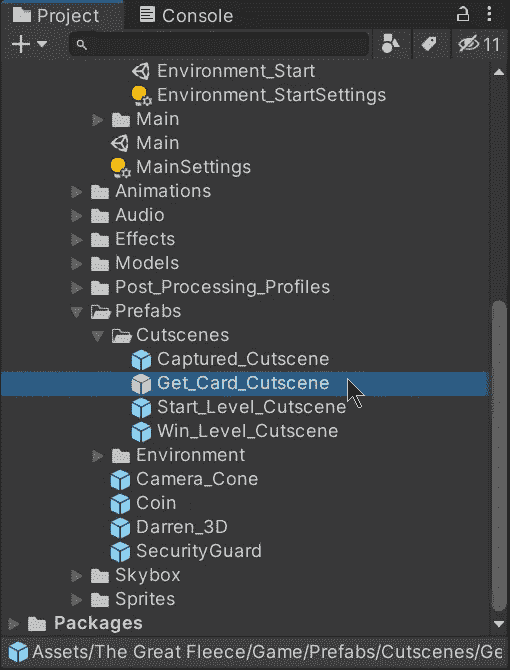 Project Console
11
Environment_Start
Environment_StartSettings
Main
Main
MainSettings
Animations
Audio
Effects
Models
Post_Processing_Profiles
Prefabs
Cutscenes
Captured_Cutscene
Get_Card_Cutscene
Start_Level_Cutscene
Win_Level_Cutscene
Environment
Camera_Cone
Coin
Darren_3D
SecurityGuard
Skybox
Sprites
Packages
Assets/The Great Fleece/Game/Prefabs/Cutscenes/Ge